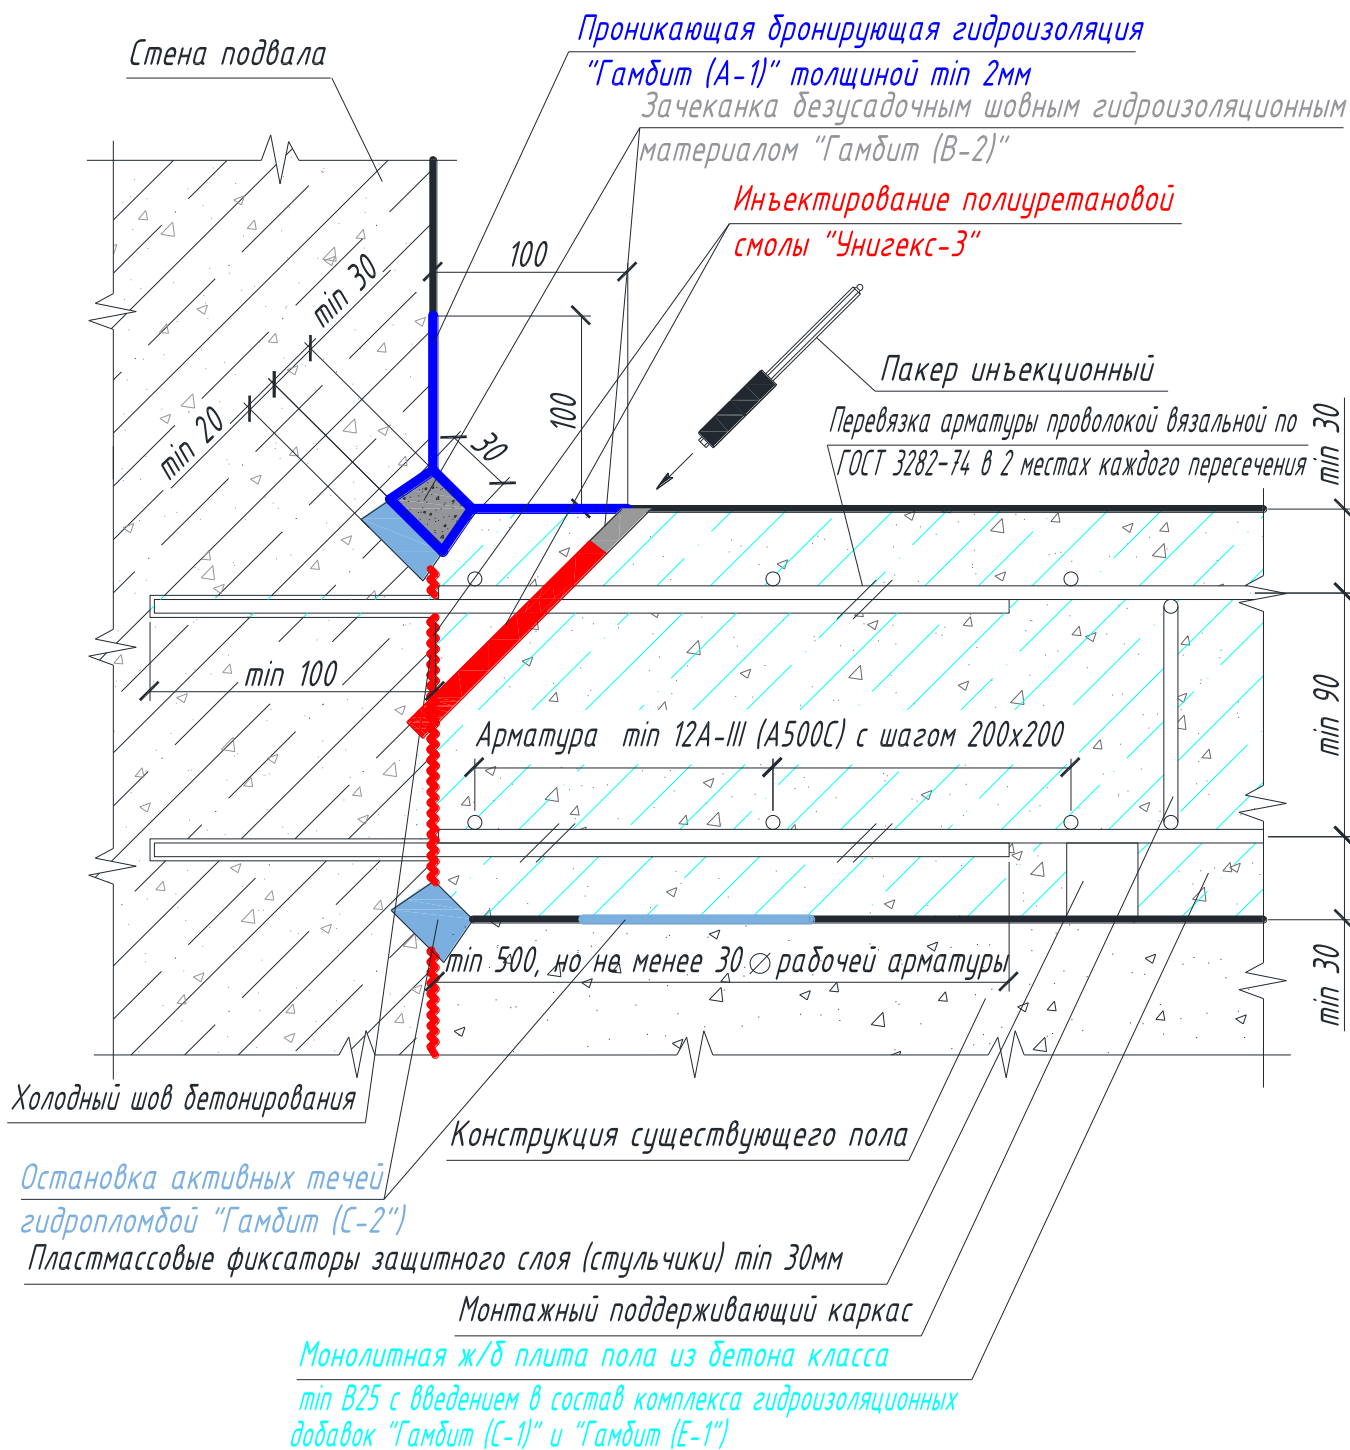 Проникающая бронирующая гидроизоляция
"Гамбит (А-1)" толщиной min 2мм
Стена подвала
Зачеканка безусадочным шовным гидроизоляционным
материалом "Гамбит (В-2)"
Инъектирование полиуретановой
смолы "Унигекс-3"
100
min 30
Пакер инъекционный
100
min 30
Перевязка арматуры проволокой вязальной по
ГОСТ 3282-74 в 2 местах каждого пересечения
min 20
30
min 100
min 90
Арматура min 12А-III (А500С) с шагом 200х200
min 500, но не менее 30 ∅ рабочей арматуры
min 30
Холодный шов бетонирования
Конструкция существующего пола
Остановка активных течей
гидропломбой "Гамбит (С-2")
Пластмассовые фиксаторы защитного слоя (стульчики) min 30мм
Монтажный поддерживающий каркас
Монолитная ж/б плита пола из бетона класса
min В25 с введением в состав комплекса гидроизоляционных
добавок "Гамбит (С-1)" и "Гамбит (Е-1")